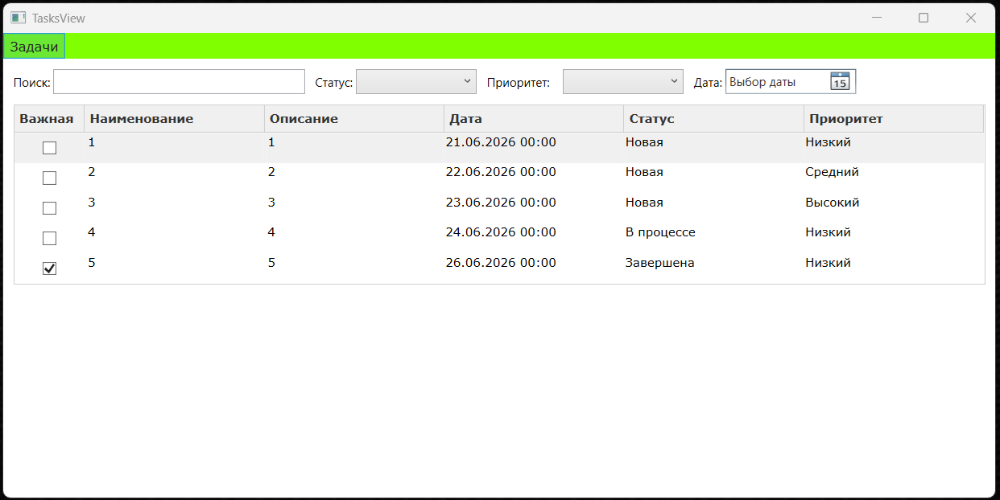 TasksView
Задачи
Поиск: Статус: Приоритет: Дата: Выбор даты 15
Важная Наименование Описание Дата Статус Приоритет
1 1 21.06.2026 00:00 Новая Низкий
2 2 22.06.2026 00:00 Новая Средний
3 3 23.06.2026 00:00 Новая Высокий
4 4 24.06.2026 00:00 В процессе Низкий
5 5 26.06.2026 00:00 Завершена Низкий